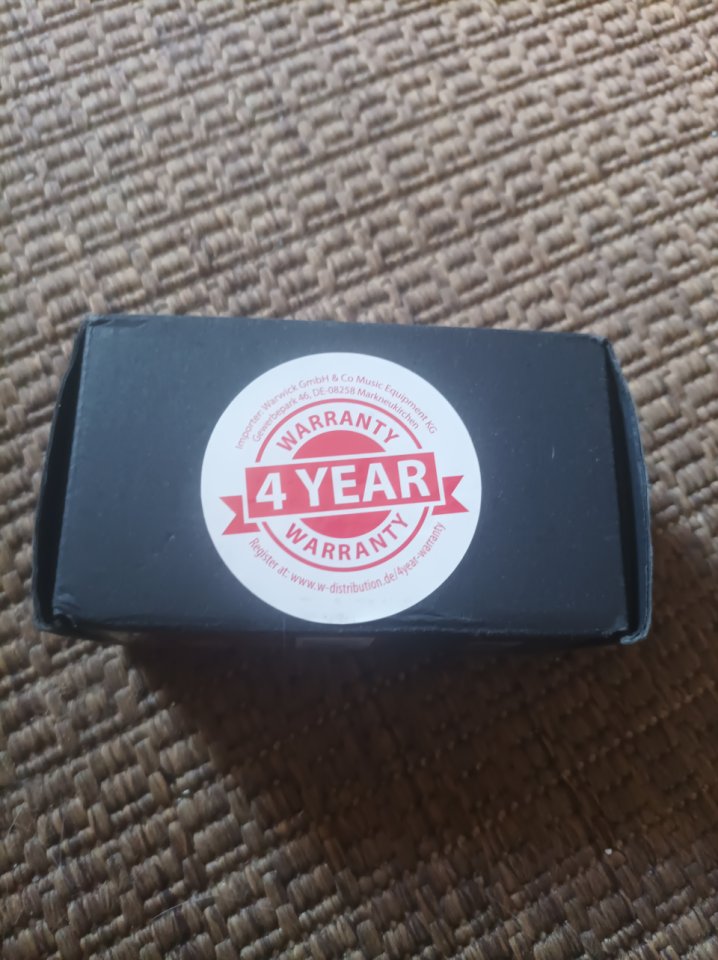 Importer: Warwick GmbH & Co Music Equipment KG
Gewerbepark 46, DE-08258 Markneukirchen
WARRANTY
4 YEAR
WARRANTY
Register at: www.w-distribution.de/4year-warranty